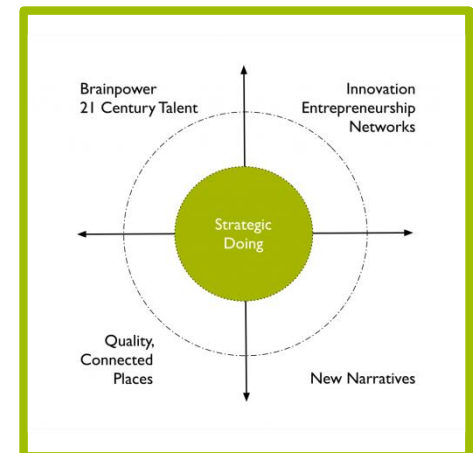 Brainpower
21 Century Talent
Innovation
Entrepreneurship
Networks
Strategic
Doing
Quality,
Connected
Places
New Narratives